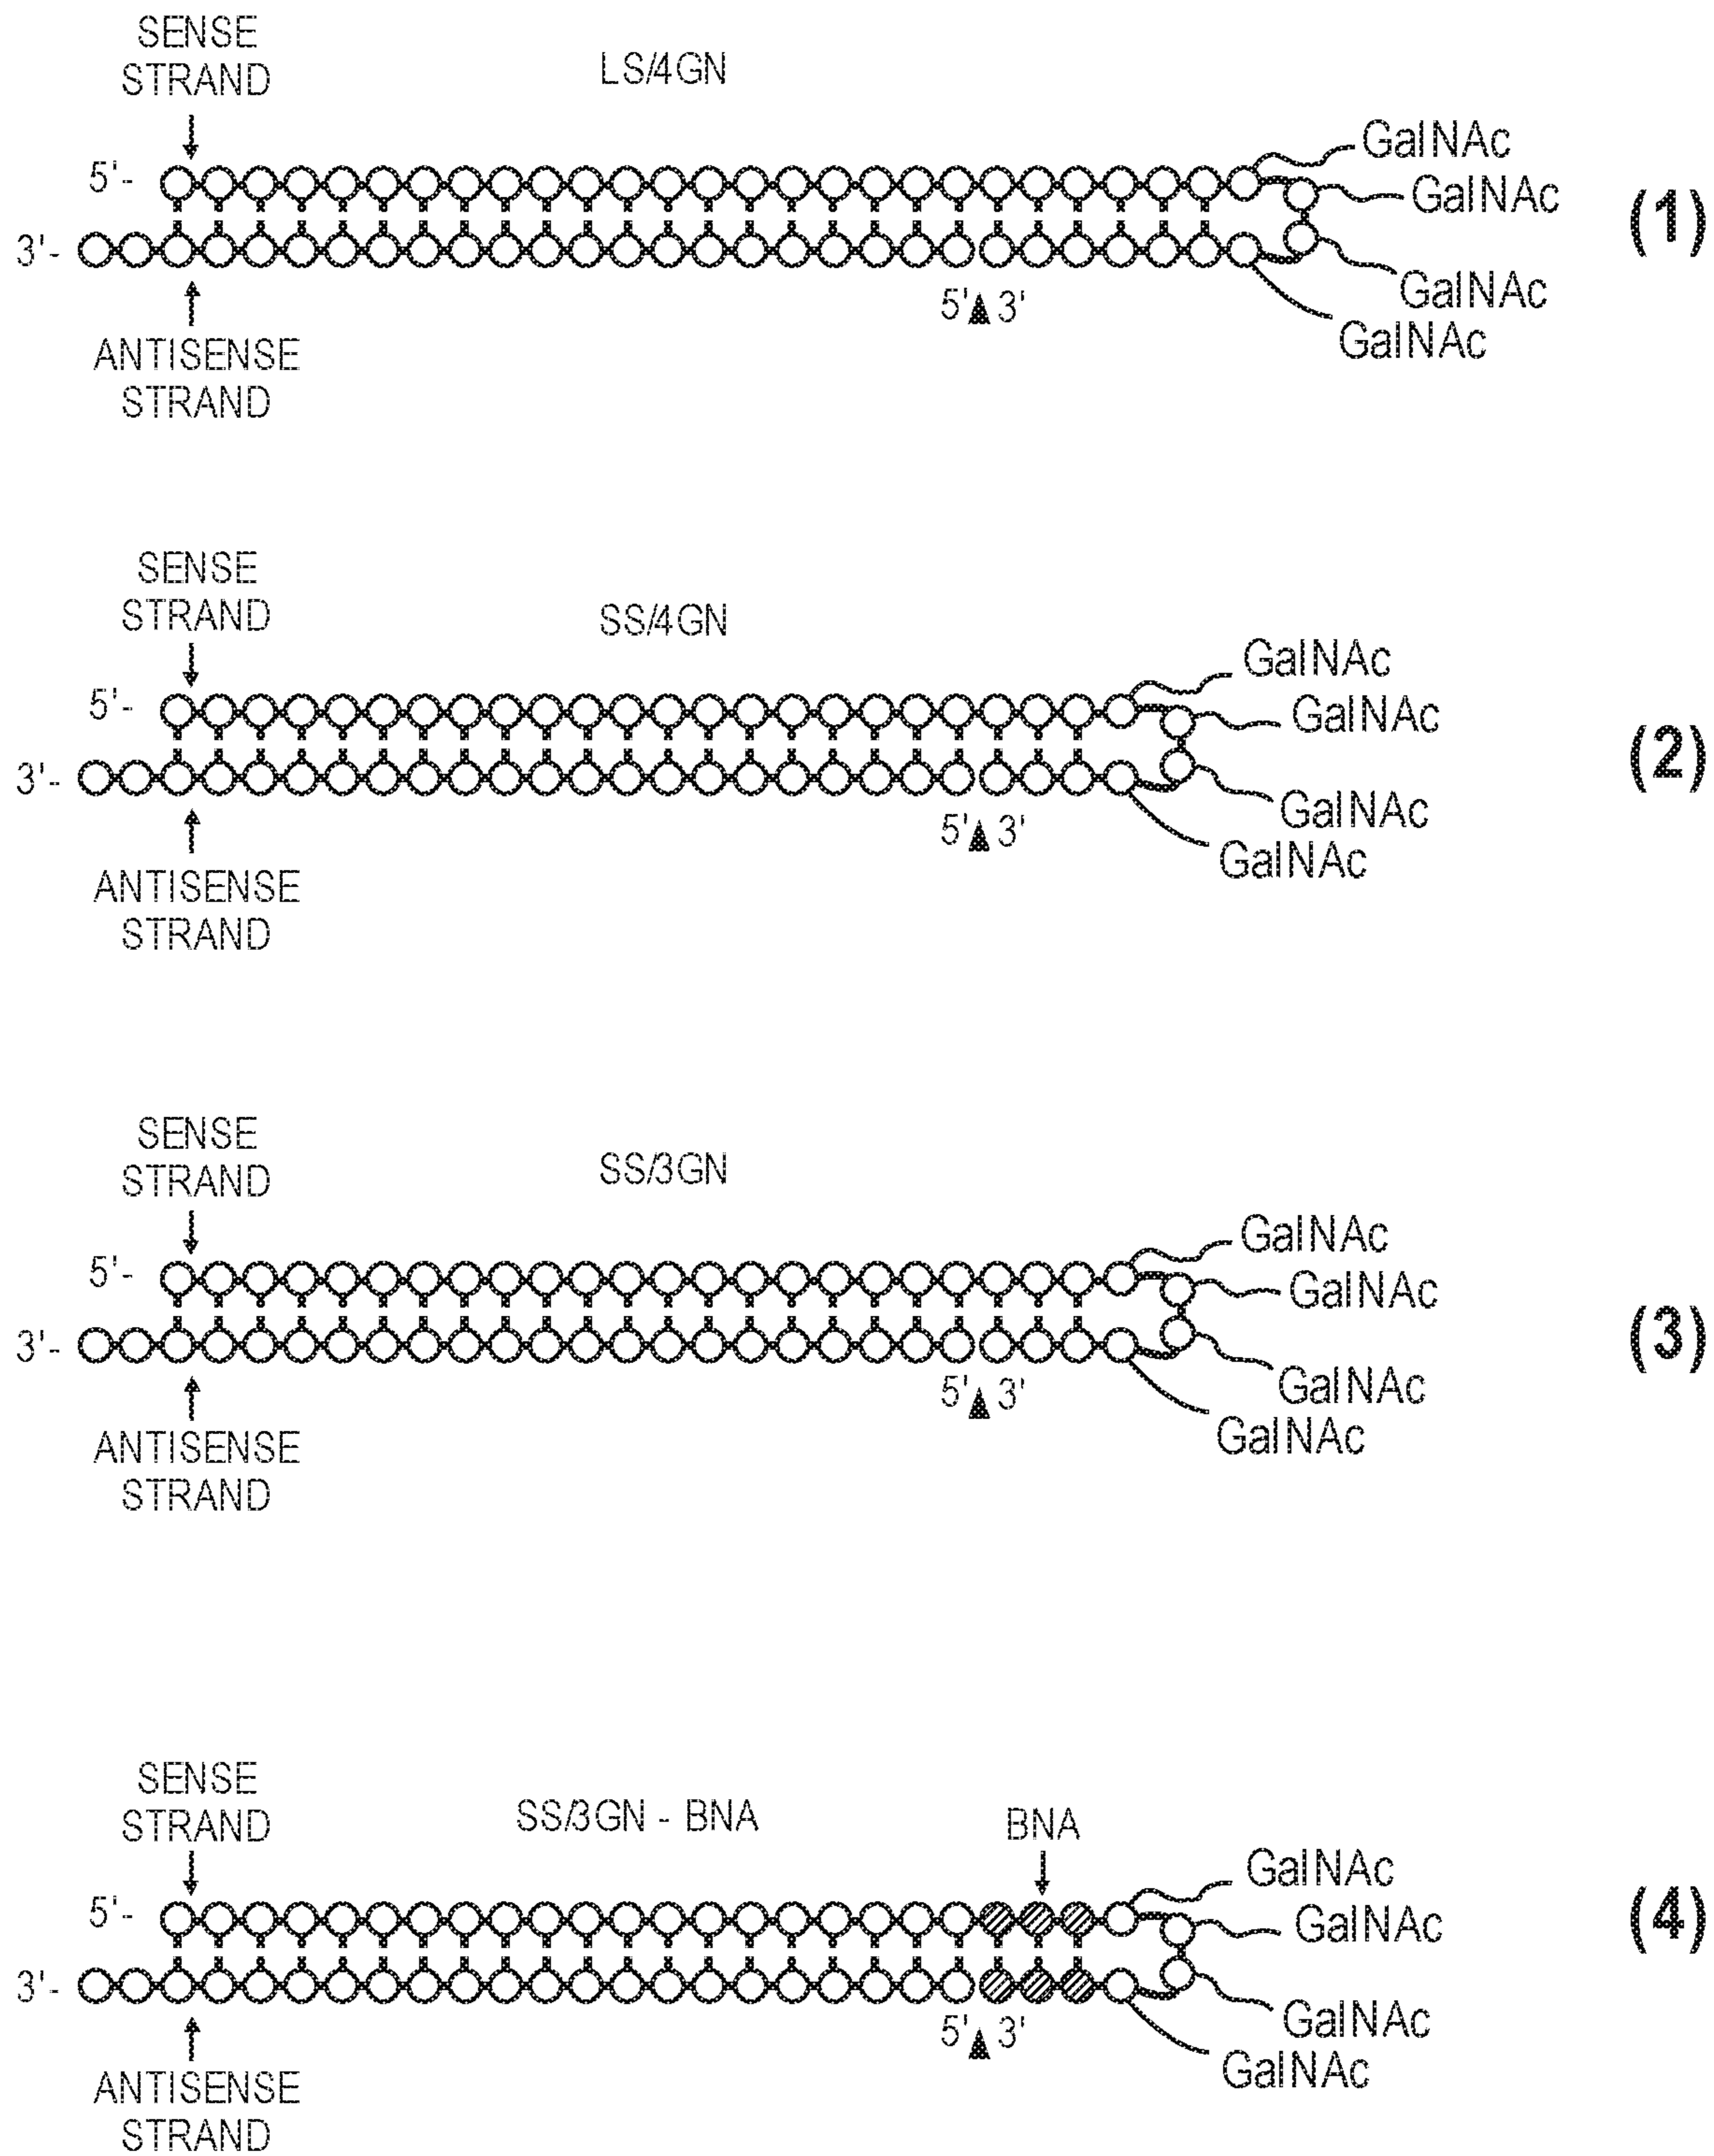 SENSE
STRAND
LS/4GN
5'-
GalNAc
GalNAc
(1)
3'-
GalNAc
5' 3'
GalNAc
ANTISENSE
STRAND
SENSE
STRAND
SS/4GN
GalNAc
5'-
GalNAc
(2)
3'-
GalNAc
5' 3'
GalNAc
ANTISENSE
STRAND
SENSE
STRAND
SS/3GN
GalNAc
5'-
GalNAc
(3)
3'-
GalNAc
5' 3'
GalNAc
ANTISENSE
STRAND
SENSE
STRAND
SS/3GN - BNA
BNA
GalNAc
5'-
GalNAc
(4)
3'-
GalNAc
5' 3'
GalNAc
ANTISENSE
STRAND